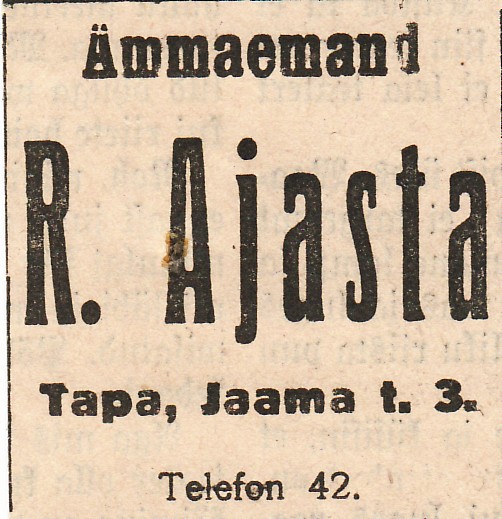 Ämmaemand
R. Ajasta
Tapa, Jaama t. 3.
Telefon 42.